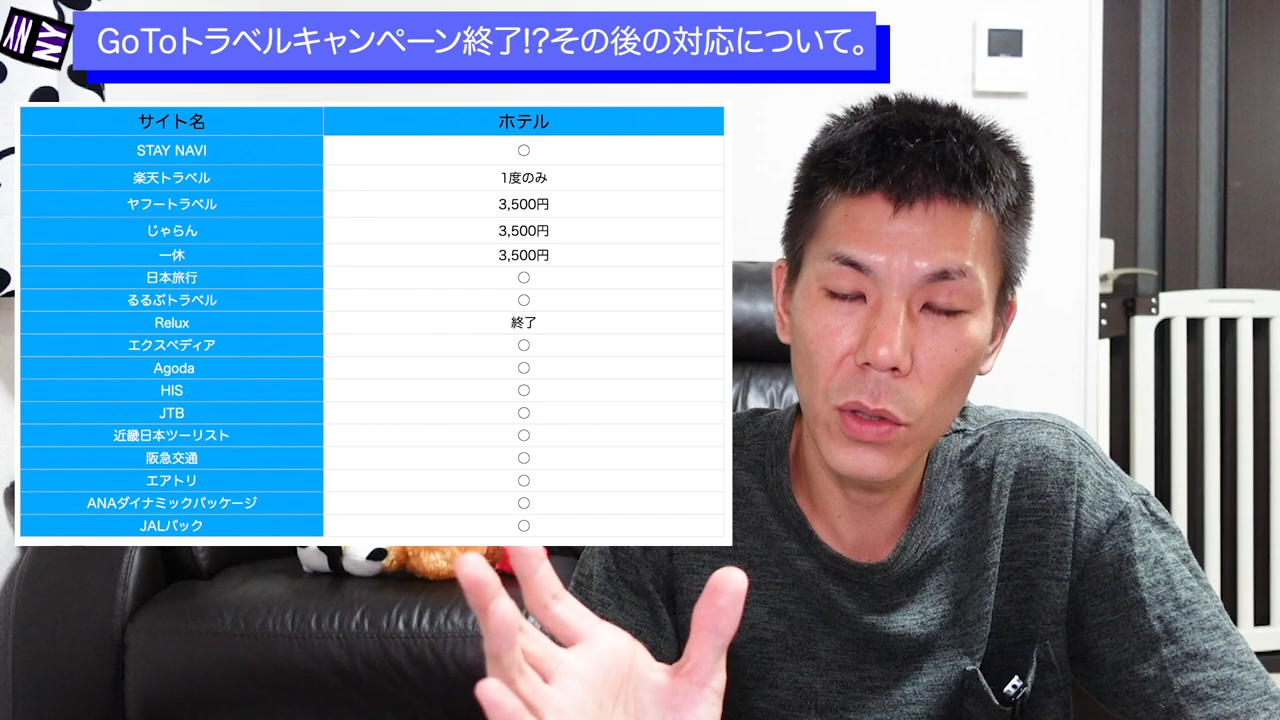 NY
NY
GoToトラベルキャンペーン終了!?その後の対応について。
サイト名 ホテル
STAY NAVI ○
楽天トラベル 1度のみ
ヤフートラベル 3,500円
じゃらん 3,500円
一休 3,500円
日本旅行 ○
るるぶトラベル ○
Relux 終了
エクスペディア ○
Agoda ○
HIS ○
JTB ○
近畿日本ツーリスト ○
阪急交通 ○
エアトリ ○
ANAダイナミックパッケージ ○
JALパック ○